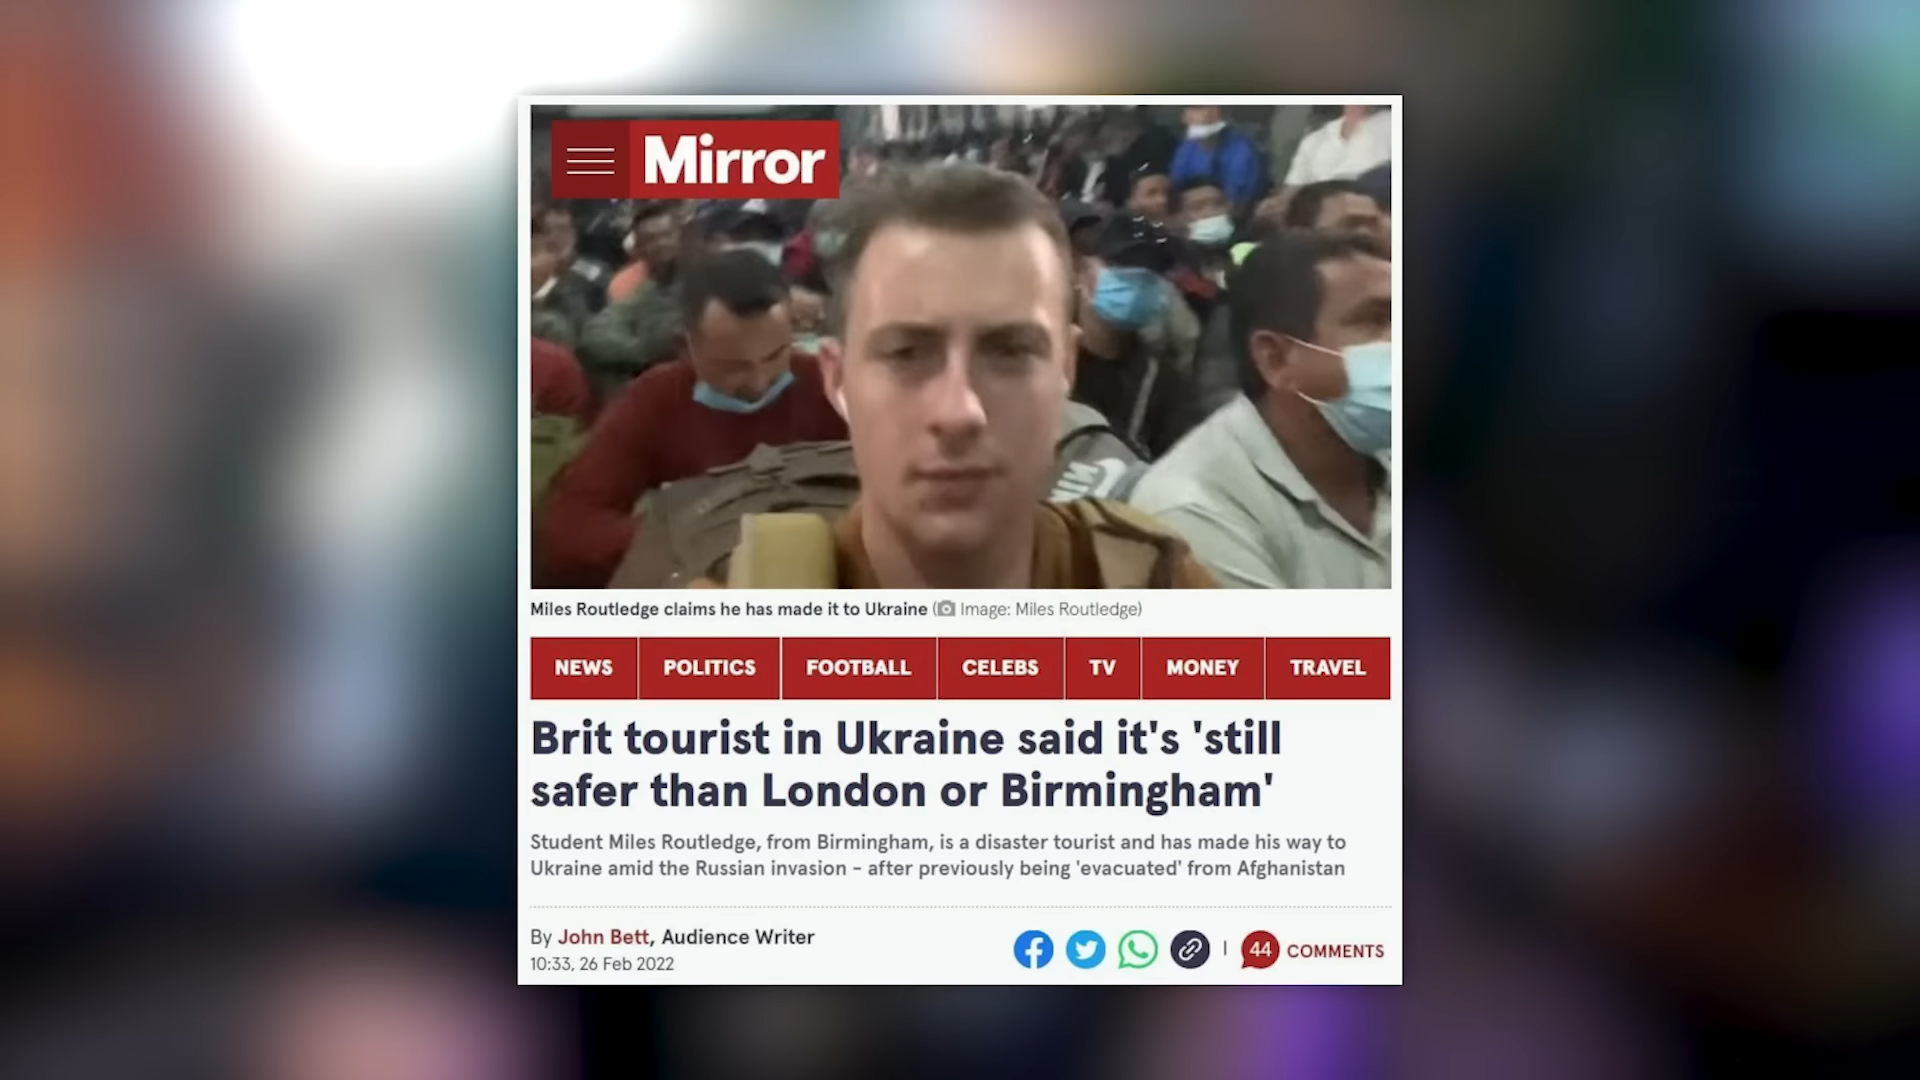 Mirror
Miles Routledge claims he has made it to Ukraine (Image: Miles Routledge)
NEWS POLITICS FOOTBALL CELEBS TV MONEY TRAVEL
Brit tourist in Ukraine said it's 'still
safer than London or Birmingham'
Student Miles Routledge, from Birmingham, is a disaster tourist and has made his way to
Ukraine amid the Russian invasion - after previously being 'evacuated' from Afghanistan
By John Bett, Audience Writer
10:33, 26 Feb 2022
44 COMMENTS